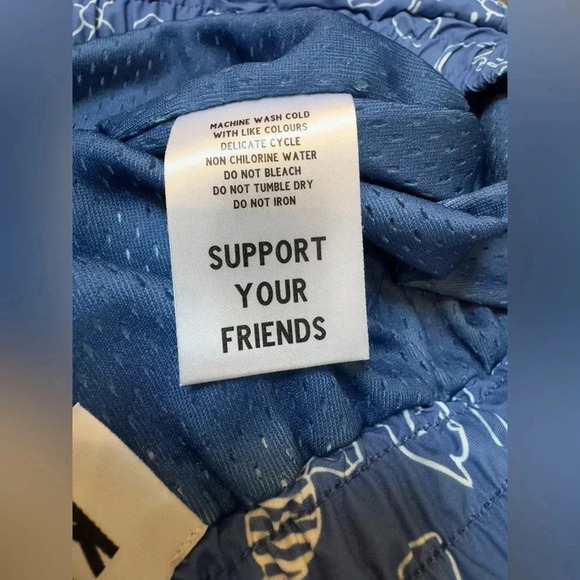 MACHINE WASH COLD
WITH LIKE COLOURS
DELICATE CYCLE
NON CHLORINE WATER
DO NOT BLEACH
DO NOT TUMBLE DRY
DO NOT IRON
SUPPORT
YOUR
FRIENDS